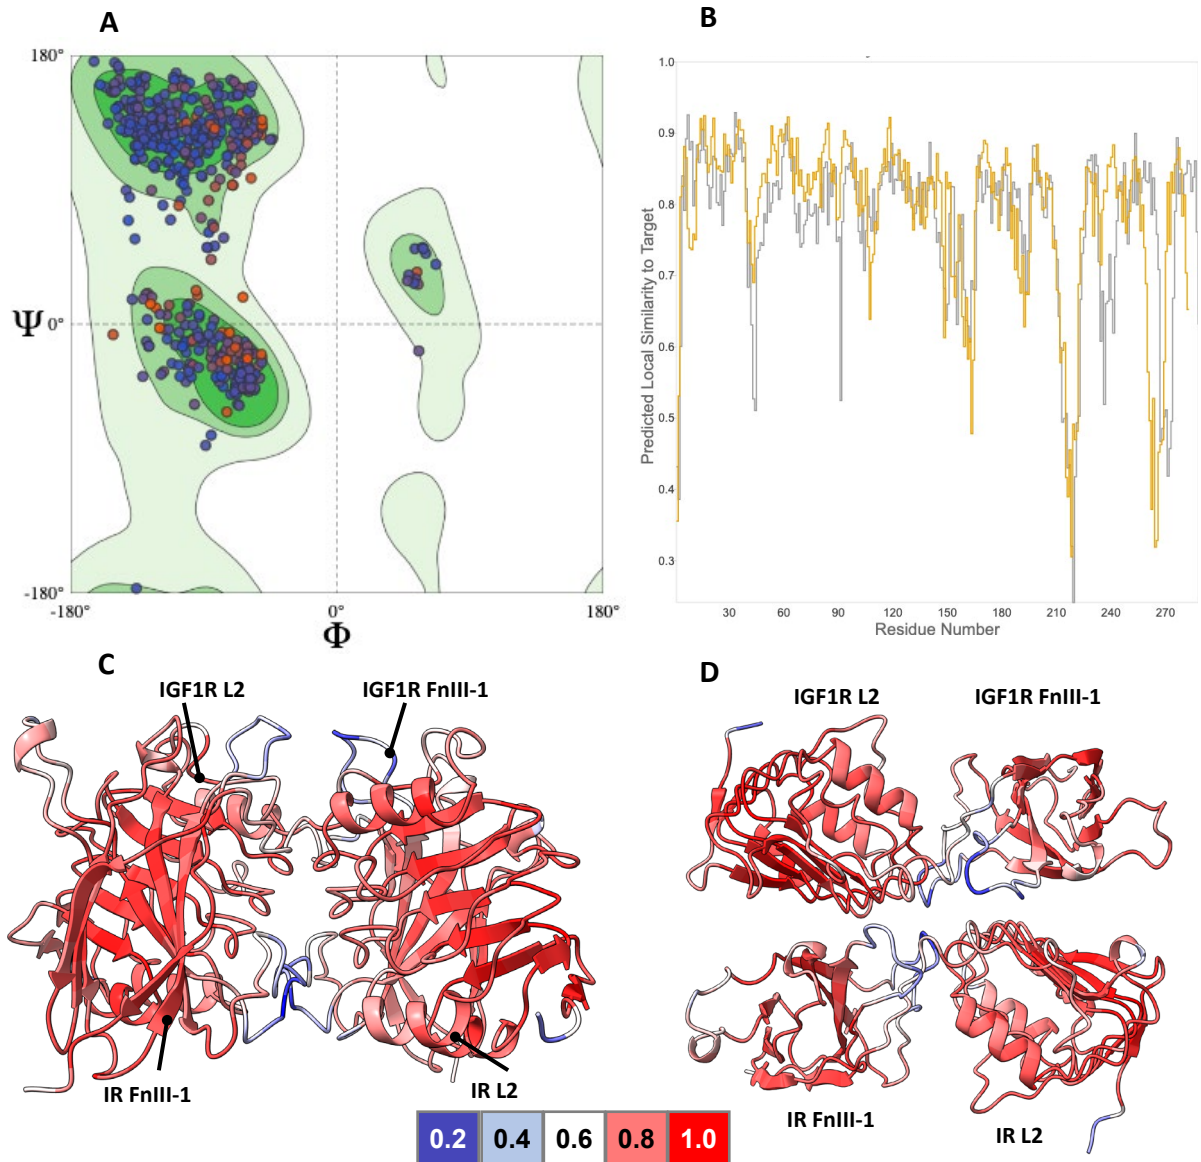 A
180°
Ψ
0°
-180°
-180°
0°
180°
Φ
B
Predicted Local Similarity to Target
1.0
0.9
0.8
0.7
0.6
0.5
0.4
0.3
30
60
90
120
150
180
210
240
270
Residue Number
C
IGF1R L2
IGF1R FnIII-1
IR FnIII-1
IR L2
D
IGF1R L2
IGF1R FnIII-1
IR FnIII-1
IR L2
0.2 0.4 0.6 0.8 1.0